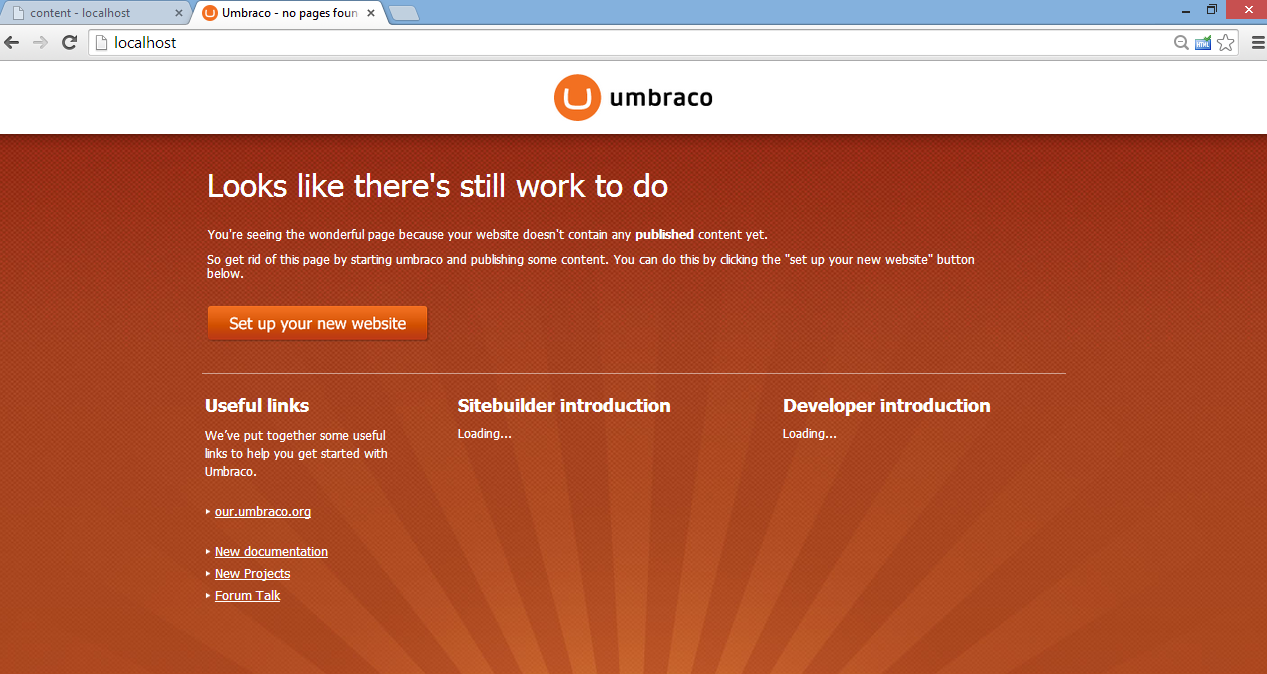 content - localhost
Umbraco - no pages foun
localhost
umbraco
Looks like there's still work to do
You're seeing the wonderful page because your website doesn't contain any published content yet.
So get rid of this page by starting umbraco and publishing some content. You can do this by clicking the "set up your new website" button
below.
Set up your new website
Useful links
We've put together some useful
links to help you get started with
Umbraco.
our.umbraco.org
New documentation
New Projects
Forum Talk
Sitebuilder introduction
Loading...
Developer introduction
Loading...